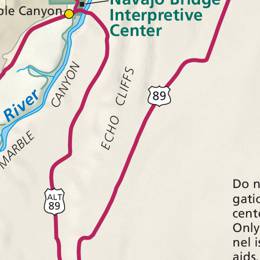 ble Canyon
Navajo Bridge
Interpretive
Center
River
MARBLE CANYON
ECHO CLIFFS
89
ALT
89
Do n
gatio
cente
Only
nel is
aids.